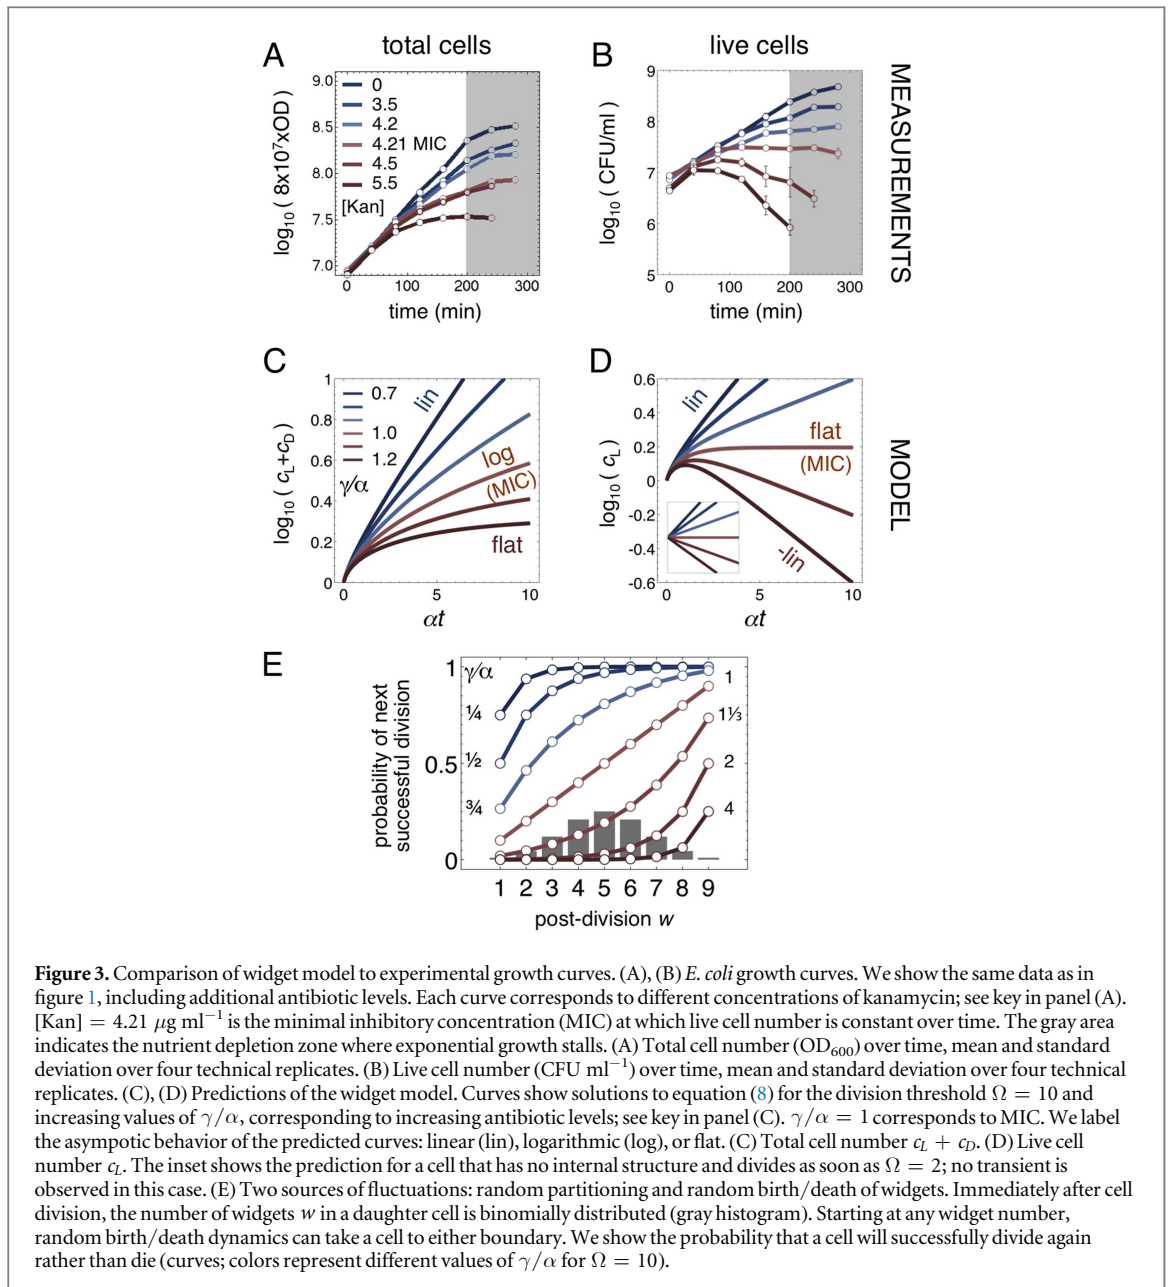 total cells
live cells
A
B
MEASUREMENTS
9.0
8.5
8.0
7.5
7.0
log10 ( 8x10⁷xOD )
0
3.5
4.2
4.21 MIC
4.5
5.5
[Kan]
0 100 200 300
time (min)
9
8
7
6
5
log10 ( CFU/ml )
0 100 200 300
time (min)
C
D
MODEL
1
0.8
0.6
0.4
0.2
0
log10 ( cL+cD )
0.7
1.0
1.2
γ/α
lin
log
(MIC)
flat
0 5 10
αt
0.6
0.4
0.2
0
-0.2
-0.4
-0.6
log10 ( cL )
lin
flat
(MIC)
-lin
0 5 10
αt
E
1
0.5
0
probability of next
successful division
γ/α
¼
½
¾
1
1⅓
2
4
1 2 3 4 5 6 7 8 9
post-division w
Figure 3. Comparison of widget model to experimental growth curves. (A), (B) E. coli growth curves. We show the same data as in
figure 1, including additional antibiotic levels. Each curve corresponds to different concentrations of kanamycin; see key in panel (A).
[Kan] = 4.21 μg ml⁻¹ is the minimal inhibitory concentration (MIC) at which live cell number is constant over time. The gray area
indicates the nutrient depletion zone where exponential growth stalls. (A) Total cell number (OD₆₀₀) over time, mean and standard
deviation over four technical replicates. (B) Live cell number (CFU ml⁻¹) over time, mean and standard deviation over four technical
replicates. (C), (D) Predictions of the widget model. Curves show solutions to equation (8) for the division threshold Ω = 10 and
increasing values of γ/α, corresponding to increasing antibiotic levels; see key in panel (C). γ/α = 1 corresponds to MIC. We label
the asympotic behavior of the predicted curves: linear (lin), logarithmic (log), or flat. (C) Total cell number cL + cD. (D) Live cell
number cL. The inset shows the prediction for a cell that has no internal structure and divides as soon as Ω = 2; no transient is
observed in this case. (E) Two sources of fluctuations: random partitioning and random birth/death of widgets. Immediately after cell
division, the number of widgets w in a daughter cell is binomially distributed (gray histogram). Starting at any widget number,
random birth/death dynamics can take a cell to either boundary. We show the probability that a cell will successfully divide again
rather than die (curves; colors represent different values of γ/α for Ω = 10).